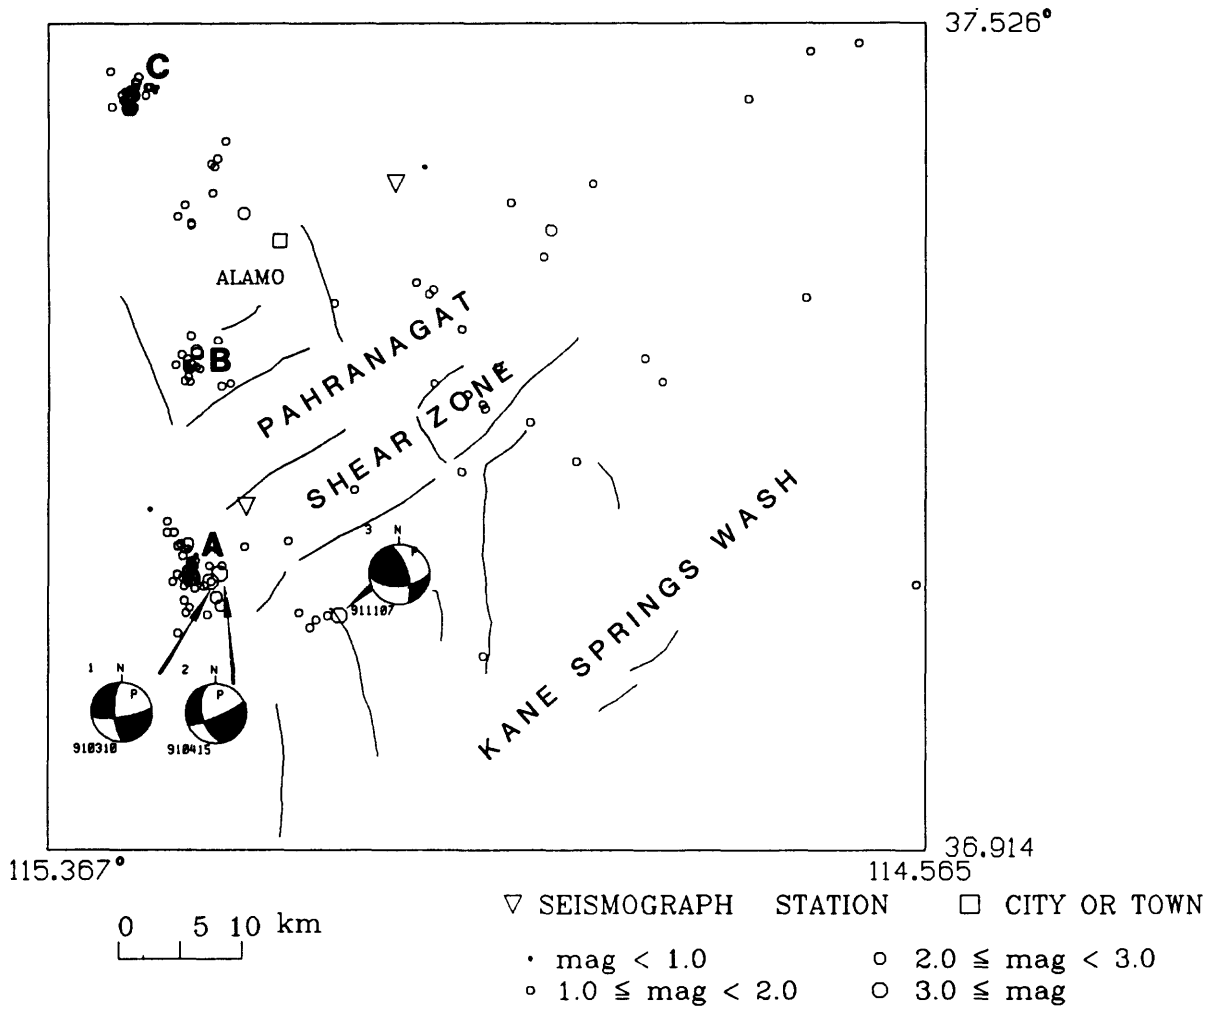 37.526°
C
ALAMO
B
PAHRANAGAT
SHEAR ZONE
KANE SPRINGS WASH
A
3 N
P
911107
1 N
P
910310
2 N
P
910415
36.914
115.367°
114.565
0 5 10 km
SEISMOGRAPH STATION
CITY OR TOWN
mag < 1.0
2.0 ≦ mag < 3.0
1.0 ≦ mag < 2.0
3.0 ≦ mag